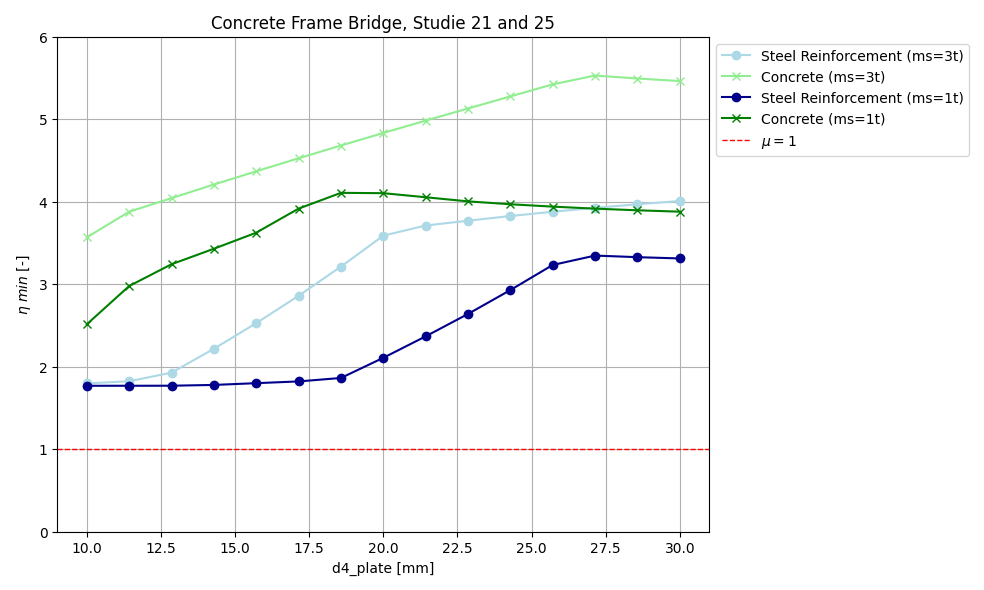 Concrete Frame Bridge, Studie 21 and 25
6
5
4
3
2
1
0
η min [-]
10.0 12.5 15.0 17.5 20.0 22.5 25.0 27.5 30.0
d4_plate [mm]
Steel Reinforcement (ms=3t)
Concrete (ms=3t)
Steel Reinforcement (ms=1t)
Concrete (ms=1t)
μ = 1